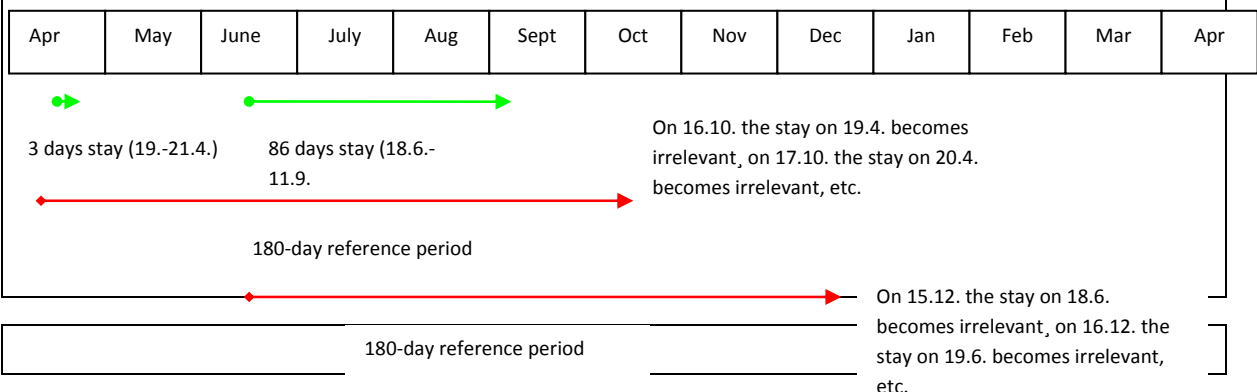 Apr May June July Aug Sept Oct Nov Dec Jan Feb Mar Apr
3 days stay (19.-21.4.)
86 days stay (18.6.-
11.9.
On 16.10. the stay on 19.4. becomes
irrelevant¸ on 17.10. the stay on 20.4.
becomes irrelevant, etc.
180-day reference period
On 15.12. the stay on 18.6.
becomes irrelevant¸ on 16.12. the
stay on 19.6. becomes irrelevant,
etc.
180-day reference period